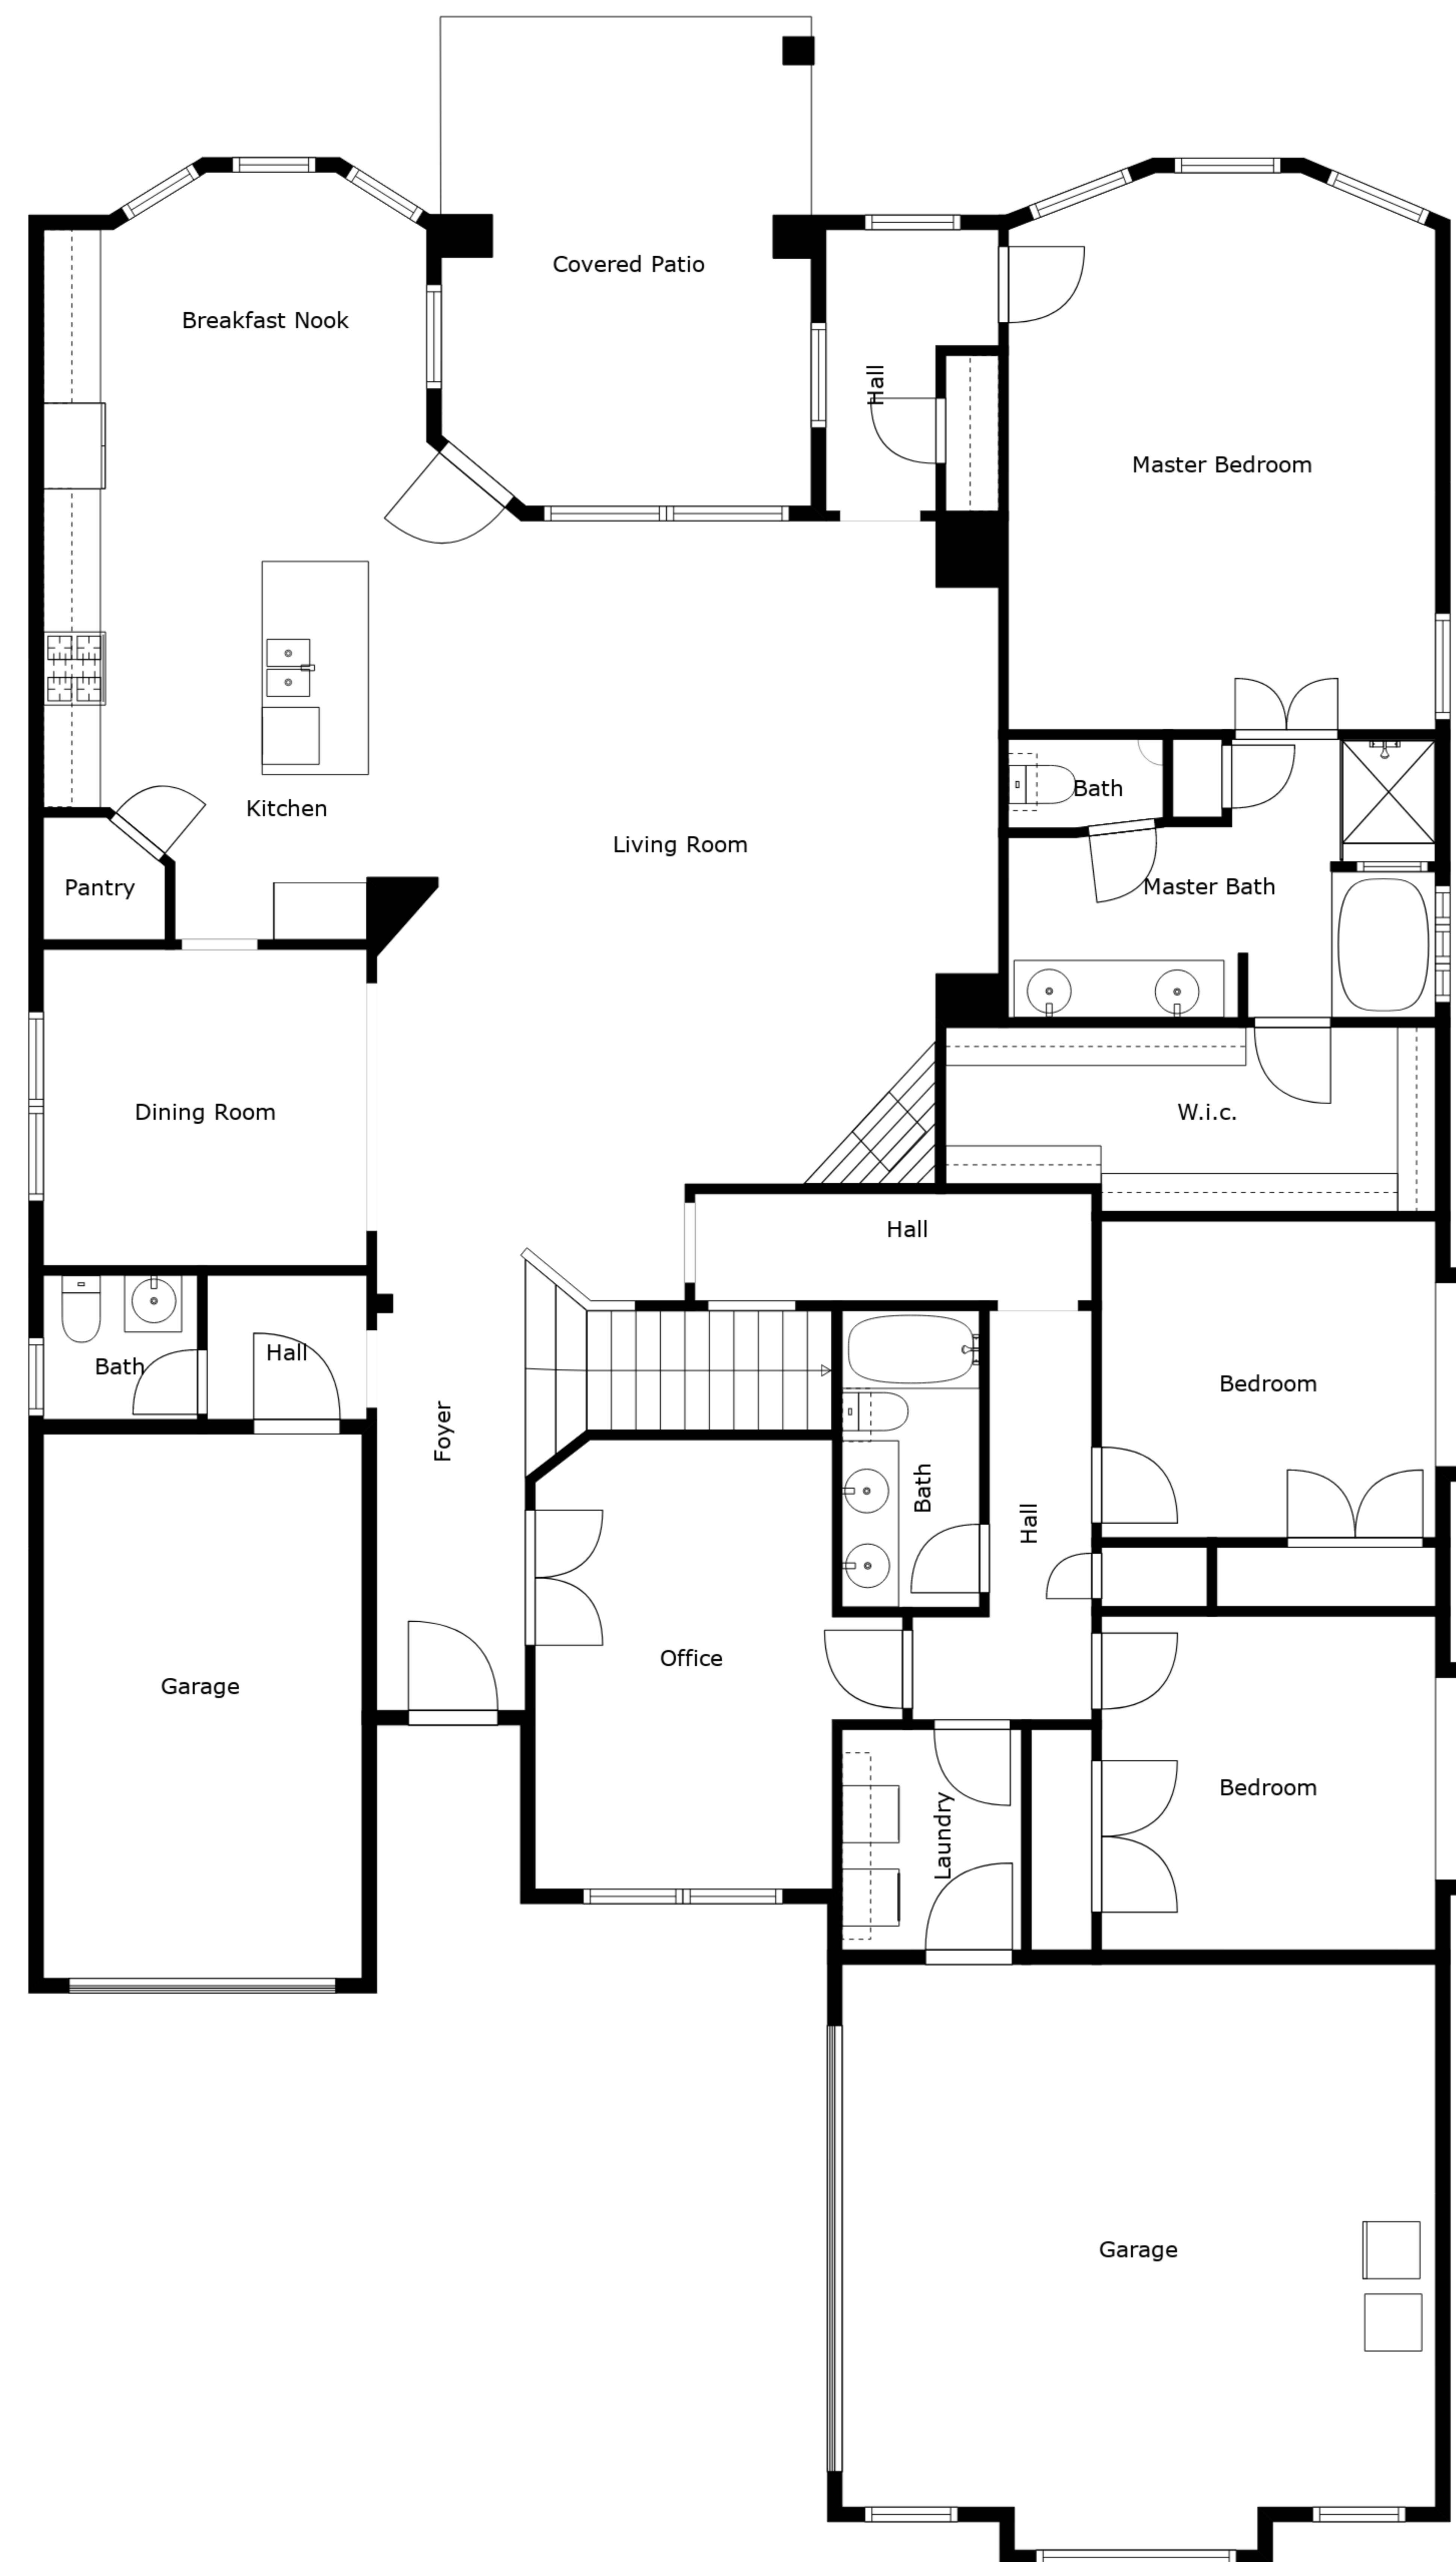 Covered Patio
Breakfast Nook
Hall
Master Bedroom
Bath
Kitchen
Living Room
Pantry
Master Bath
Dining Room
W.i.c.
Hall
Bath
Hall
Bedroom
Foyer
Bath
Hall
Office
Garage
Bedroom
Laundry
Garage